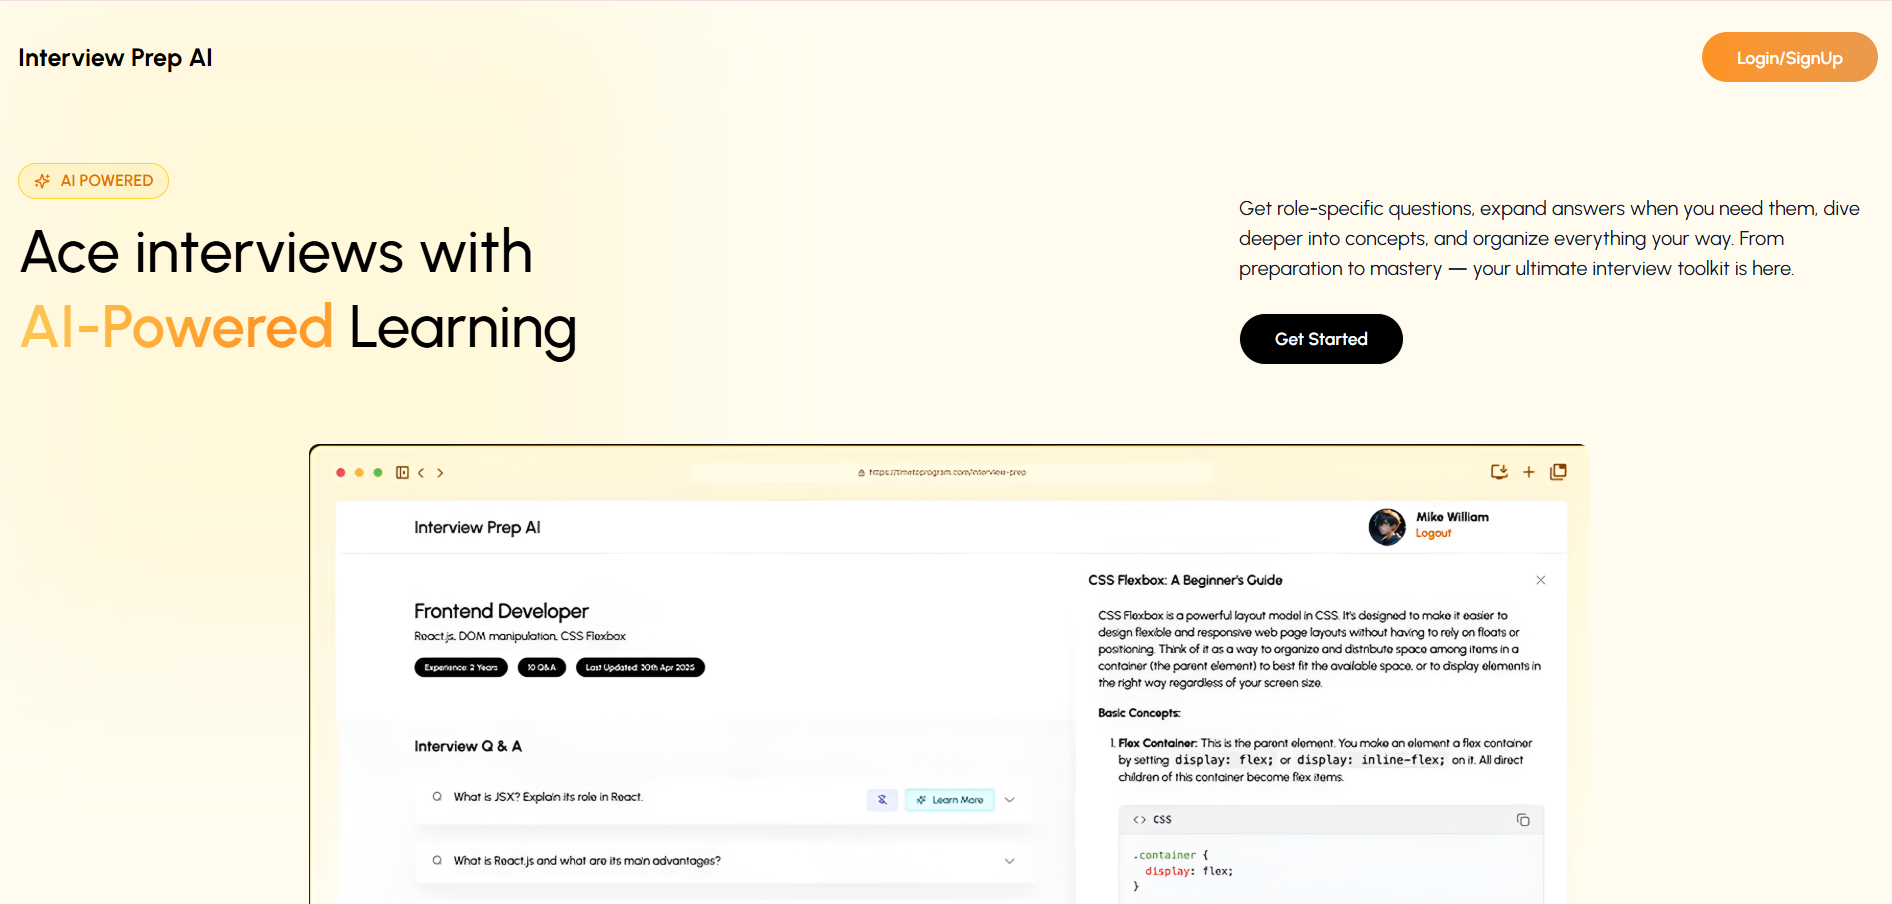 Interview Prep AI
Login/SignUp
AI POWERED
Ace interviews with
AI-Powered Learning
Get role-specific questions, expand answers when you need them, dive
deeper into concepts, and organize everything your way. From
preparation to mastery — your ultimate interview toolkit is here.
Get Started
https://timetoprogram.com/interview-prep
Interview Prep AI
Mike William
Logout
Frontend Developer
React.js, DOM manipulation, CSS Flexbox
Experience: 2 Years
10 Q&A
Last Updated: 30th Apr 2025
Interview Q & A
Q What is JSX? Explain its role in React.
Learn More
Q What is React.js and what are its main advantages?
CSS Flexbox: A Beginner's Guide
CSS Flexbox is a powerful layout model in CSS. It's designed to make it easier to
design flexible and responsive web page layouts without having to rely on floats or
positioning. Think of it as a way to organize and distribute space among items in a
container (the parent element) to best fit the available space, or to display elements in
the right way regardless of your screen size.
Basic Concepts:
1. Flex Container: This is the parent element. You make an element a flex container
by setting display: flex; or display: inline-flex; on it. All direct
children of this container become flex items.
<> CSS
.container {
display: flex;
}